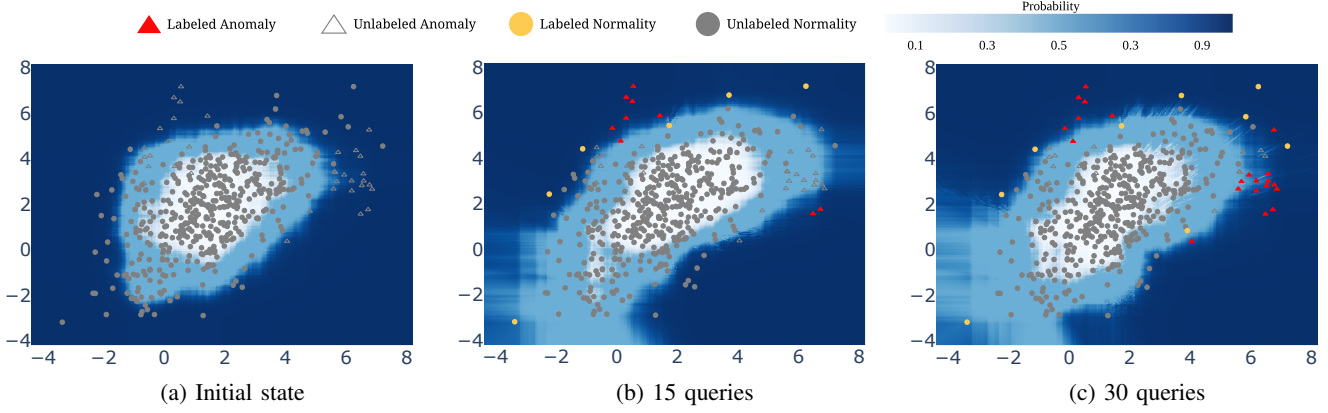 Labeled Anomaly Unlabeled Anomaly Labeled Normality Unlabeled Normality
Probability
0.1 0.3 0.5 0.3 0.9
8 6 4 2 0 −2 −4
−4 −2 0 2 4 6 8
8 6 4 2 0 −2 −4
−4 −2 0 2 4 6 8
8 6 4 2 0 −2 −4
−4 −2 0 2 4 6 8
(a) Initial state
(b) 15 queries
(c) 30 queries